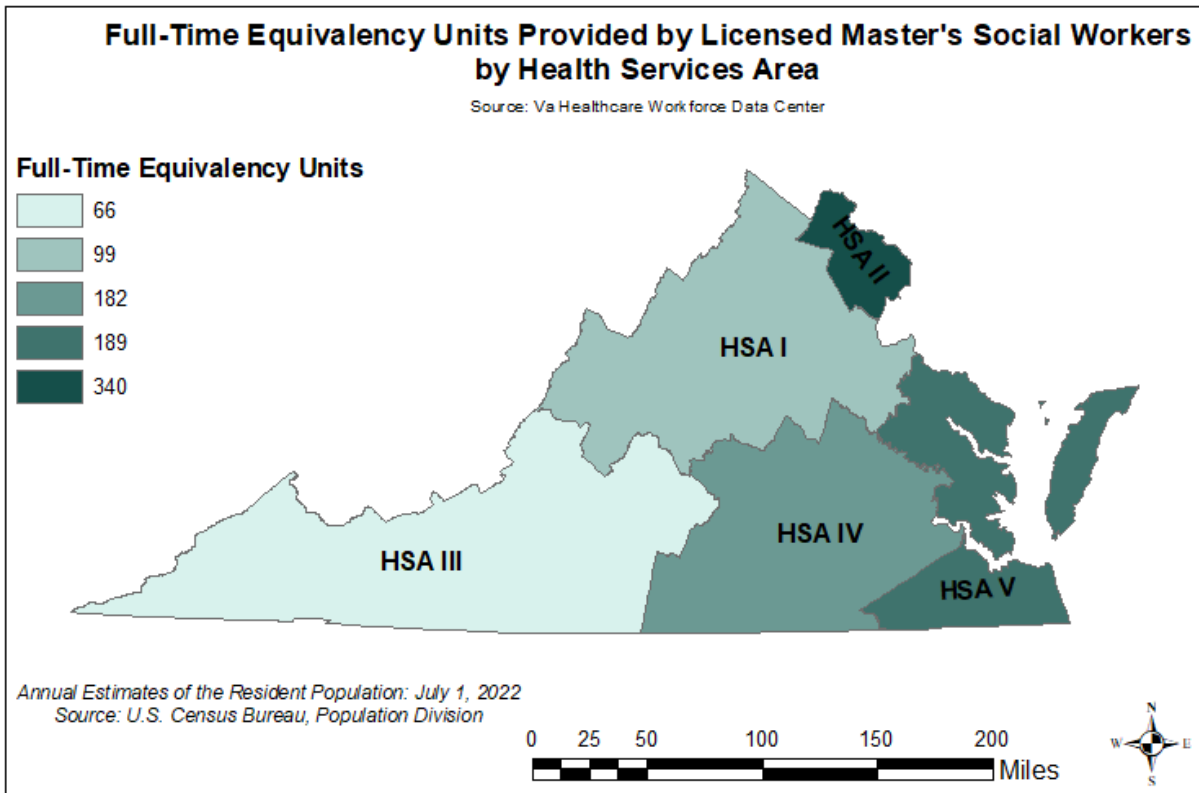 Full-Time Equivalency Units Provided by Licensed Master's Social Workers
by Health Services Area
Source: Va Healthcare Workforce Data Center
Full-Time Equivalency Units
66
99
182
189
340
HSA II
HSA I
HSA IV
HSA III
HSA V
Annual Estimates of the Resident Population: July 1, 2022
Source: U.S. Census Bureau, Population Division
0 25 50 100 150 200
Miles
N
W E
S